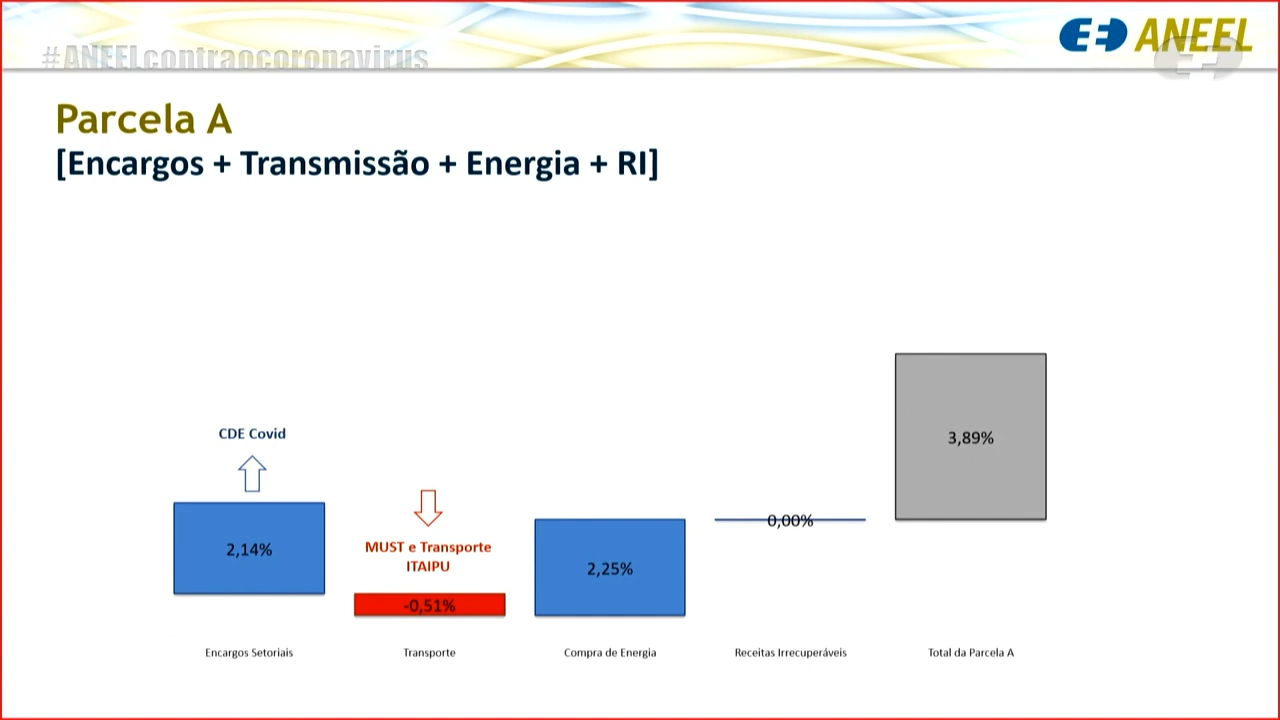 #ANEELcontraocoronavirus
ANEEL
Parcela A
[Encargos + Transmissão + Energia + RI]
CDE Covid
MUST e Transporte
ITAIPU
2,14%
-0,51%
2,25%
0,00%
3,89%
Encargos Setoriais
Transporte
Compra de Energia
Receitas Irrecuperáveis
Total da Parcela A